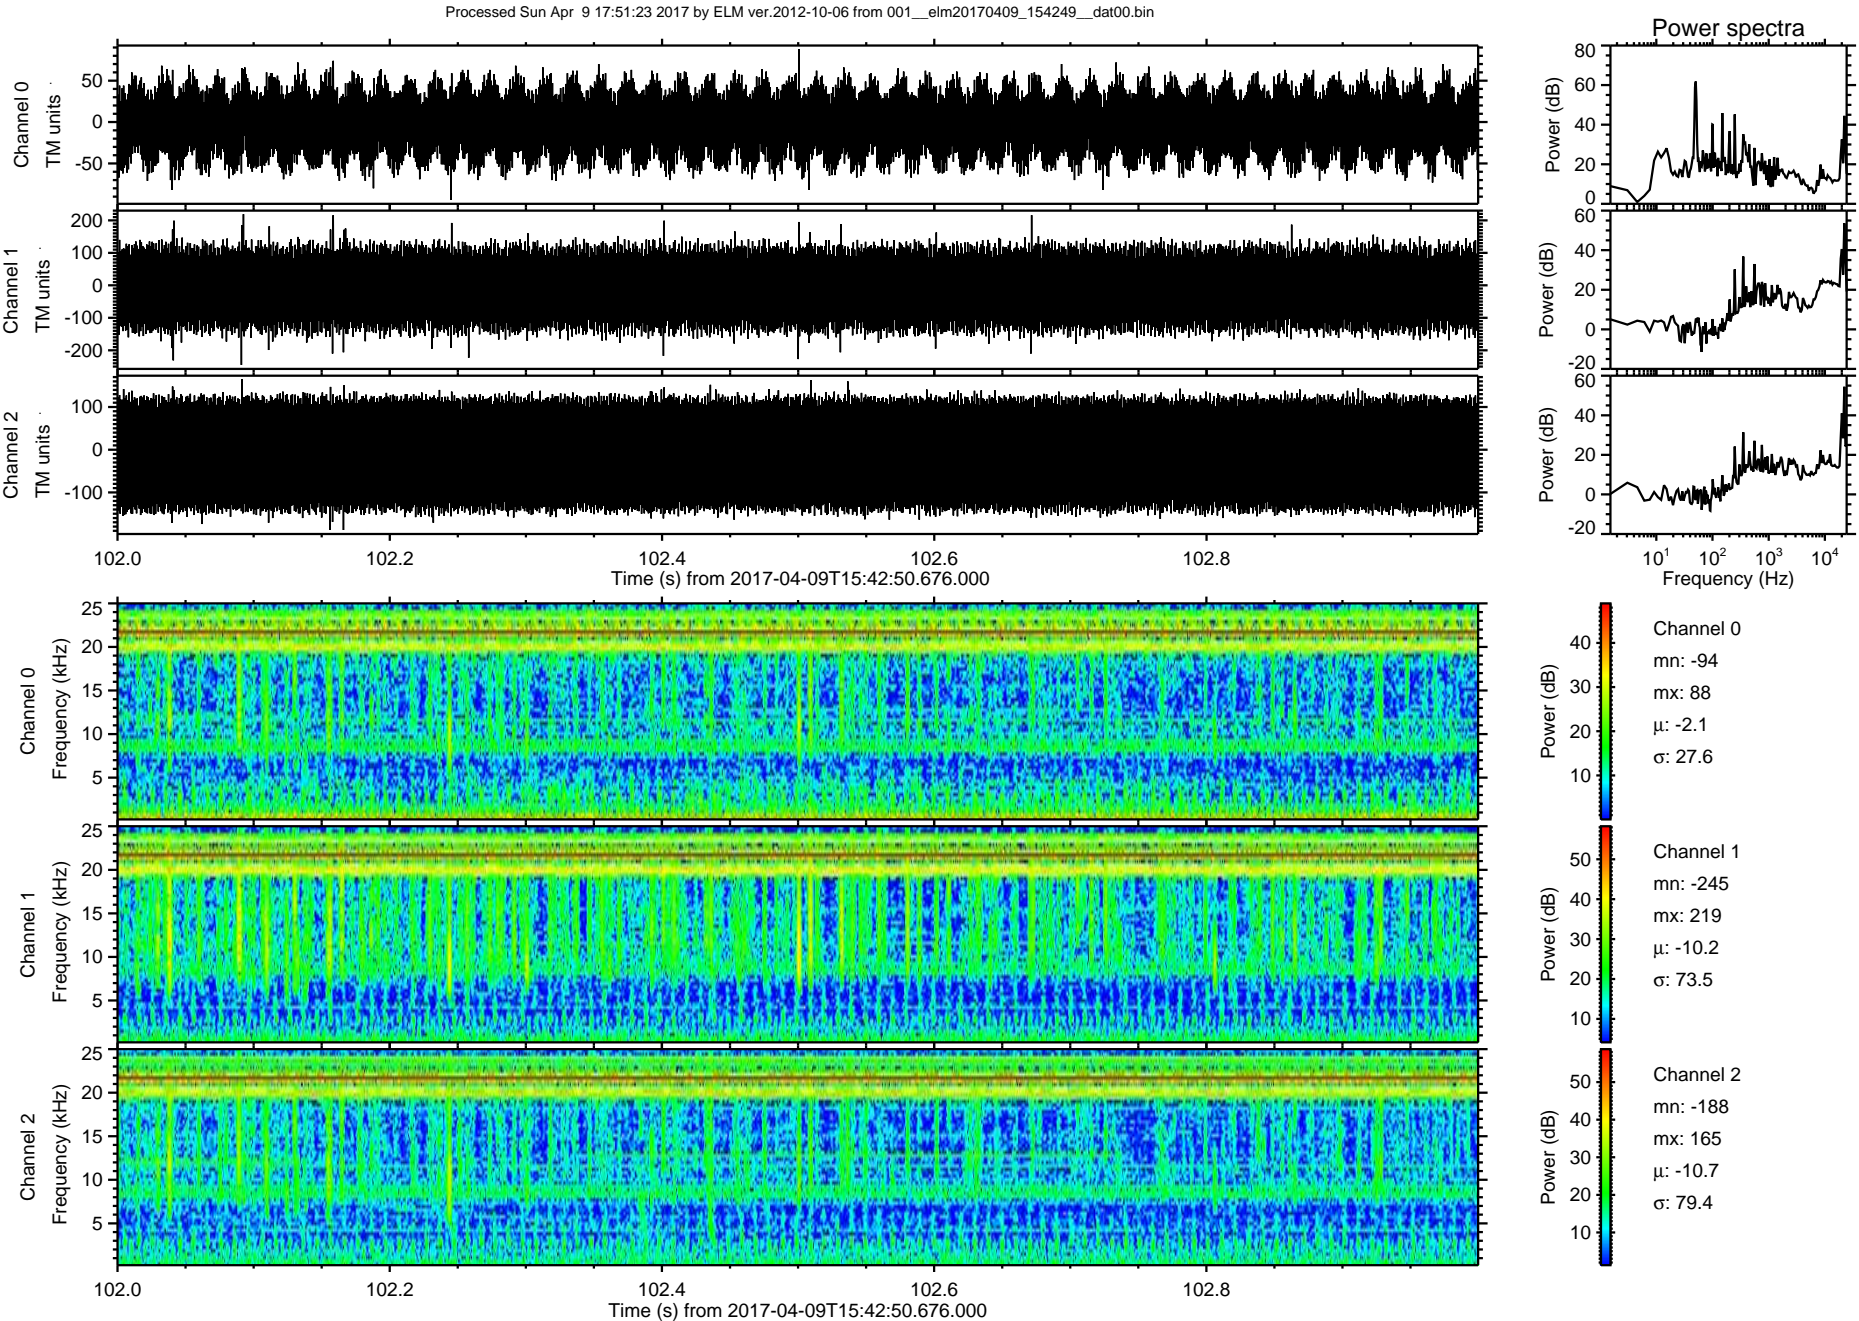 Processed Sun Apr  9 17:51:23 2017 by ELM ver.2012-10-06 from 001__elm20170409_154249__dat00.bin
Power spectra
Channel 0
TM units
50
0
-50
Power (dB)
80
60
40
20
0
Channel 1
TM units
200
100
0
-100
-200
Power (dB)
60
40
20
0
-20
Channel 2
TM units
100
0
-100
Power (dB)
60
40
20
0
-20
102.0 102.2 102.4 102.6 102.8
Time (s) from 2017-04-09T15:42:50.676.000
10^1 10^2 10^3 10^4
Frequency (Hz)
Channel 0
Frequency (kHz)
25
20
15
10
5
Power (dB)
40
30
20
10
Channel 0
mn: -94
mx: 88
µ: -2.1
σ: 27.6
Channel 1
Frequency (kHz)
25
20
15
10
5
Power (dB)
50
40
30
20
10
Channel 1
mn: -245
mx: 219
µ: -10.2
σ: 73.5
Channel 2
Frequency (kHz)
25
20
15
10
5
Power (dB)
50
40
30
20
10
Channel 2
mn: -188
mx: 165
µ: -10.7
σ: 79.4
102.0 102.2 102.4 102.6 102.8
Time (s) from 2017-04-09T15:42:50.676.000